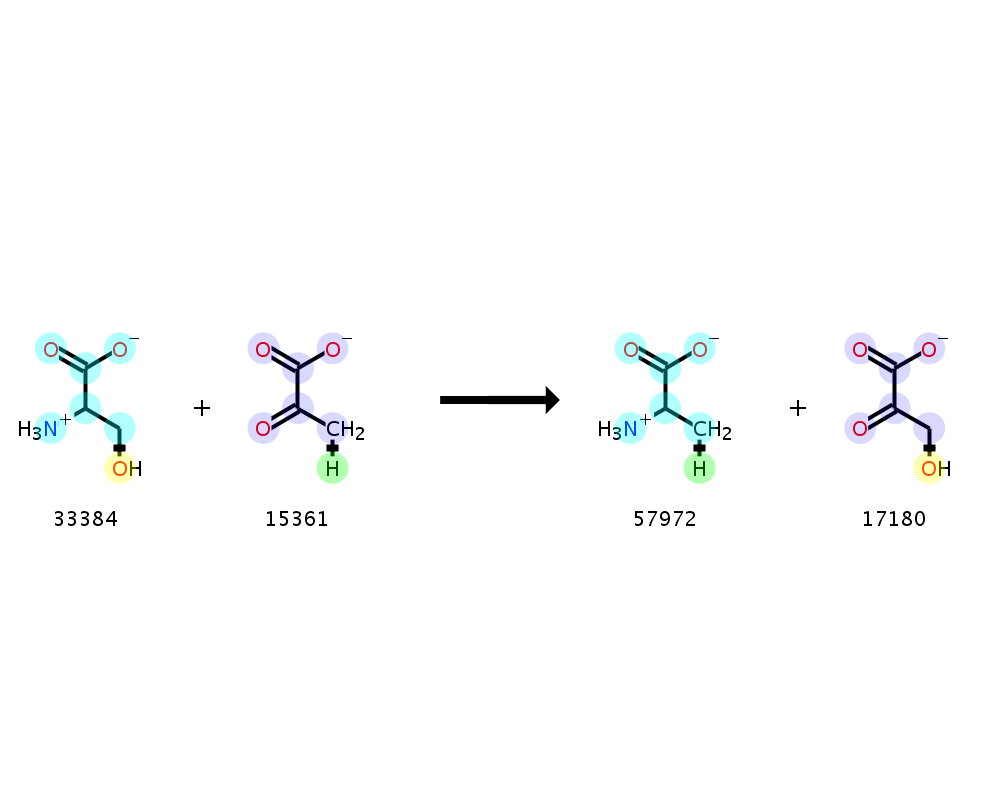 O O⁻ O O⁻ O O⁻ O O⁻
H₃N⁺ + O CH₂ H₃N⁺ CH₂ + O
OH H H OH
33384 15361 57972 17180